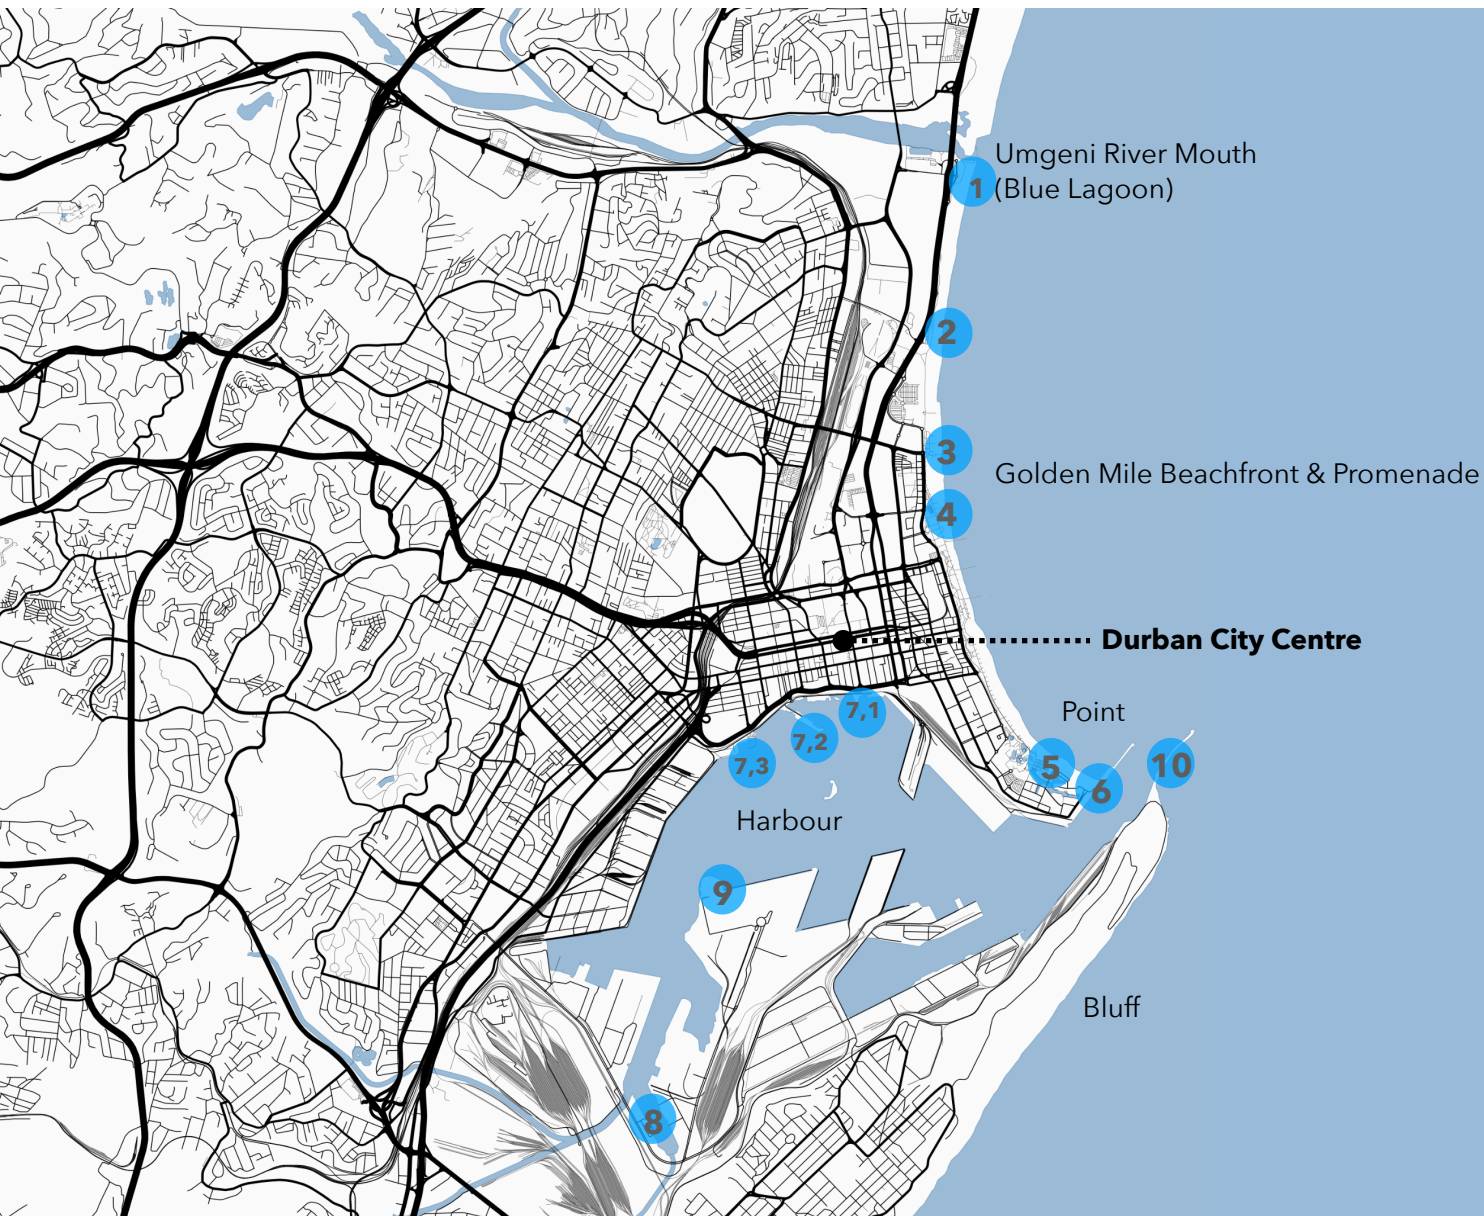 Umgeni River Mouth
1 (Blue Lagoon)
2
3
Golden Mile Beachfront & Promenade
4
Durban City Centre
7,1
Point
7,2
7,3
5
10
6
Harbour
9
Bluff
8